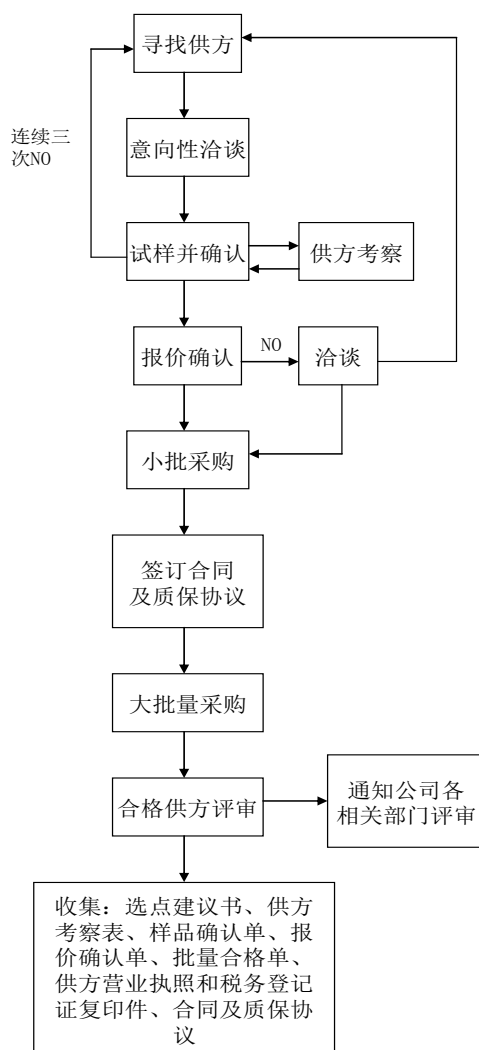 寻找供方
连续三
次NO
意向性洽谈
试样并确认
供方考察
报价确认
NO
洽谈
小批采购
签订合同
及质保协议
大批量采购
合格供方评审
通知公司各
相关部门评审
收集：选点建议书、供方
考察表、样品确认单、报
价确认单、批量合格单、
供方营业执照和税务登记
证复印件、合同及质保协
议